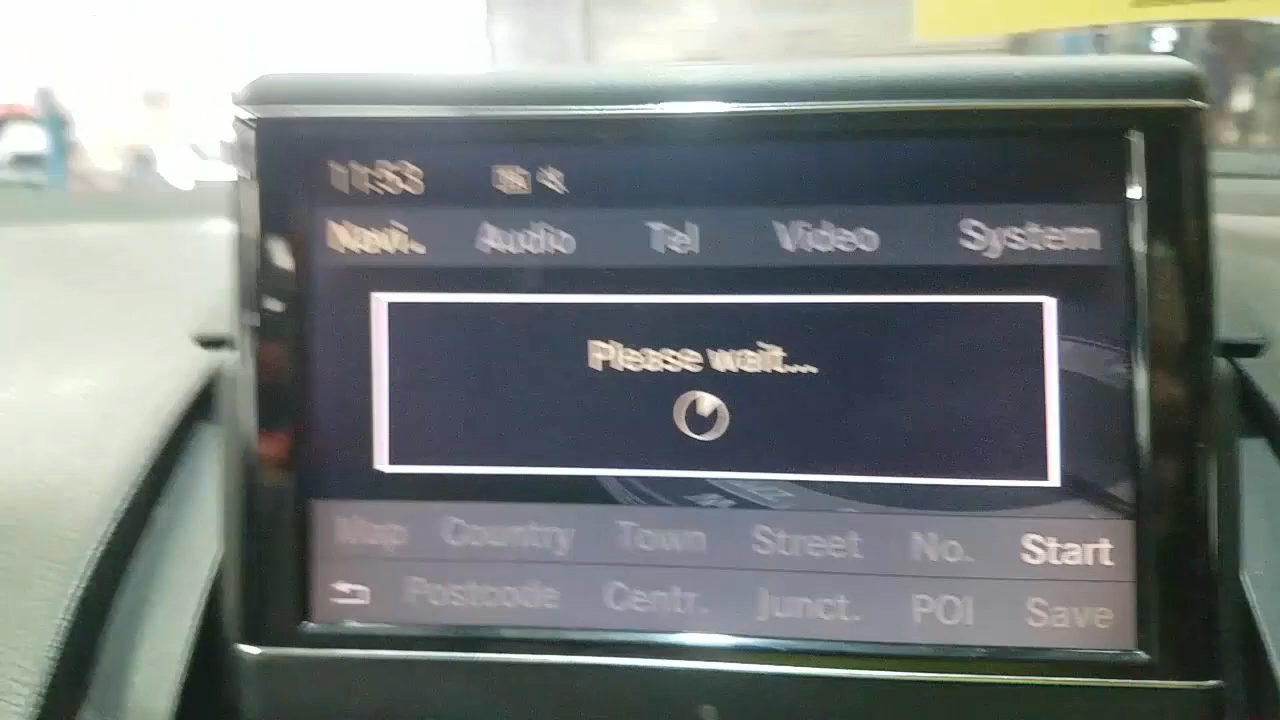 11:53
Navi.. Audio Tel Video System
Please wait...
Map Country Town Street No. Start
Postcode Centr. Junct. POI Save